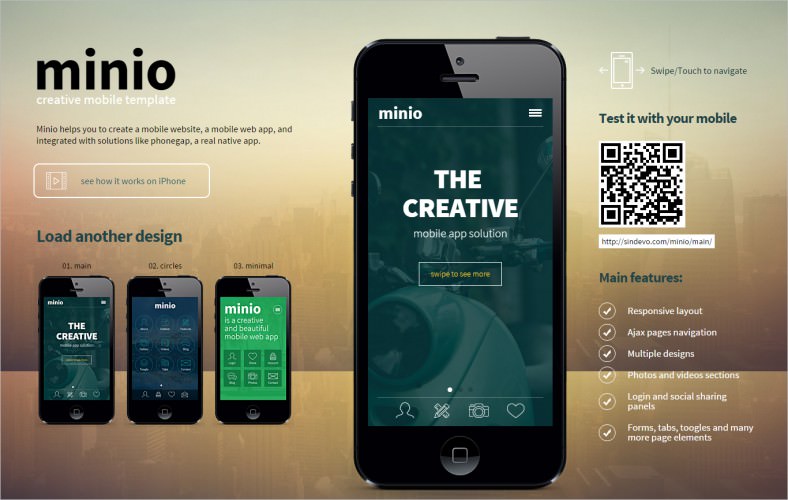 minio
creative mobile template
Minio helps you to create a mobile website, a mobile web app, and
integrated with solutions like phonegap, a real native app.
see how it works on iPhone
Load another design
01. main
02. circles
03. minimal
minio
THE
CREATIVE
mobile app solution
minio
minio
is a creative
and beautiful
mobile web app
minio
THE
CREATIVE
mobile app solution
swipe to see more
Swipe/Touch to navigate
Test it with your mobile
http://sindevo.com/minio/main/
Main features:
Responsive layout
Ajax pages navigation
Multiple designs
Photos and videos sections
Login and social sharing
panels
Forms, tabs, toogles and many
more page elements